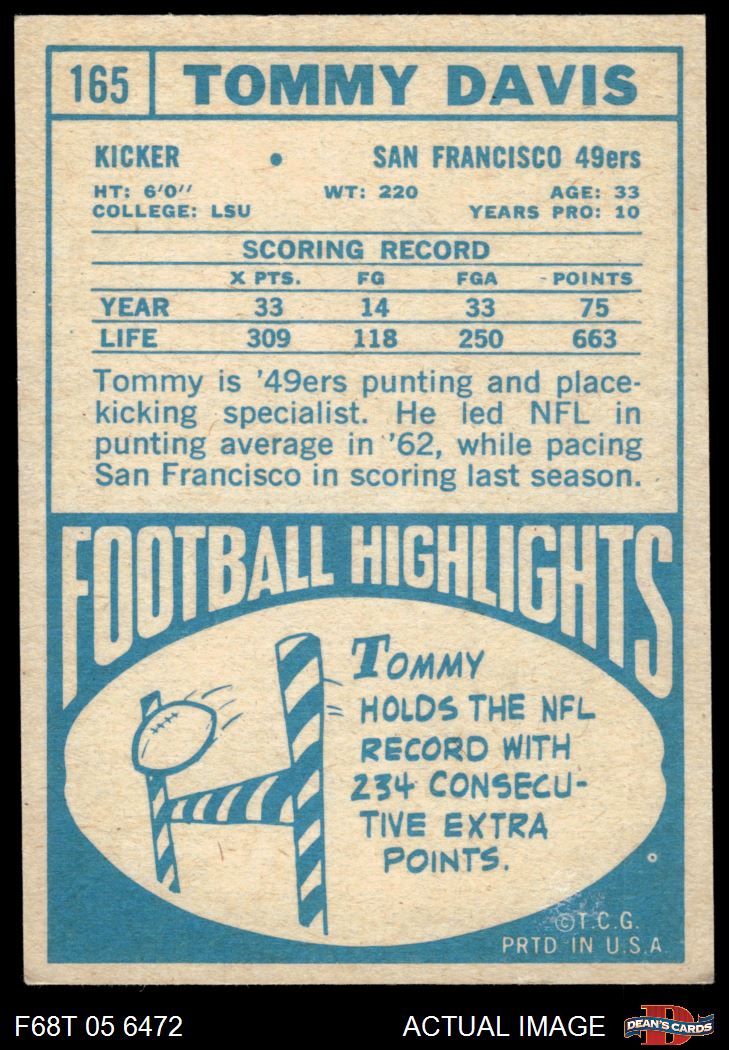 165 TOMMY DAVIS
KICKER • SAN FRANCISCO 49ers
HT: 6'0" WT: 220 AGE: 33
COLLEGE: LSU YEARS PRO: 10
SCORING RECORD
X PTS. FG FGA POINTS
YEAR 33 14 33 75
LIFE 309 118 250 663
Tommy is '49ers punting and place-
kicking specialist. He led NFL in
punting average in '62, while pacing
San Francisco in scoring last season.
FOOTBALL HIGHLIGHTS
TOMMY
HOLDS THE NFL
RECORD WITH
234 CONSECU-
TIVE EXTRA
POINTS.
©T.C.G.
PRTD IN U.S.A.
F68T 05 6472 ACTUAL IMAGE DEAN'S CARDS